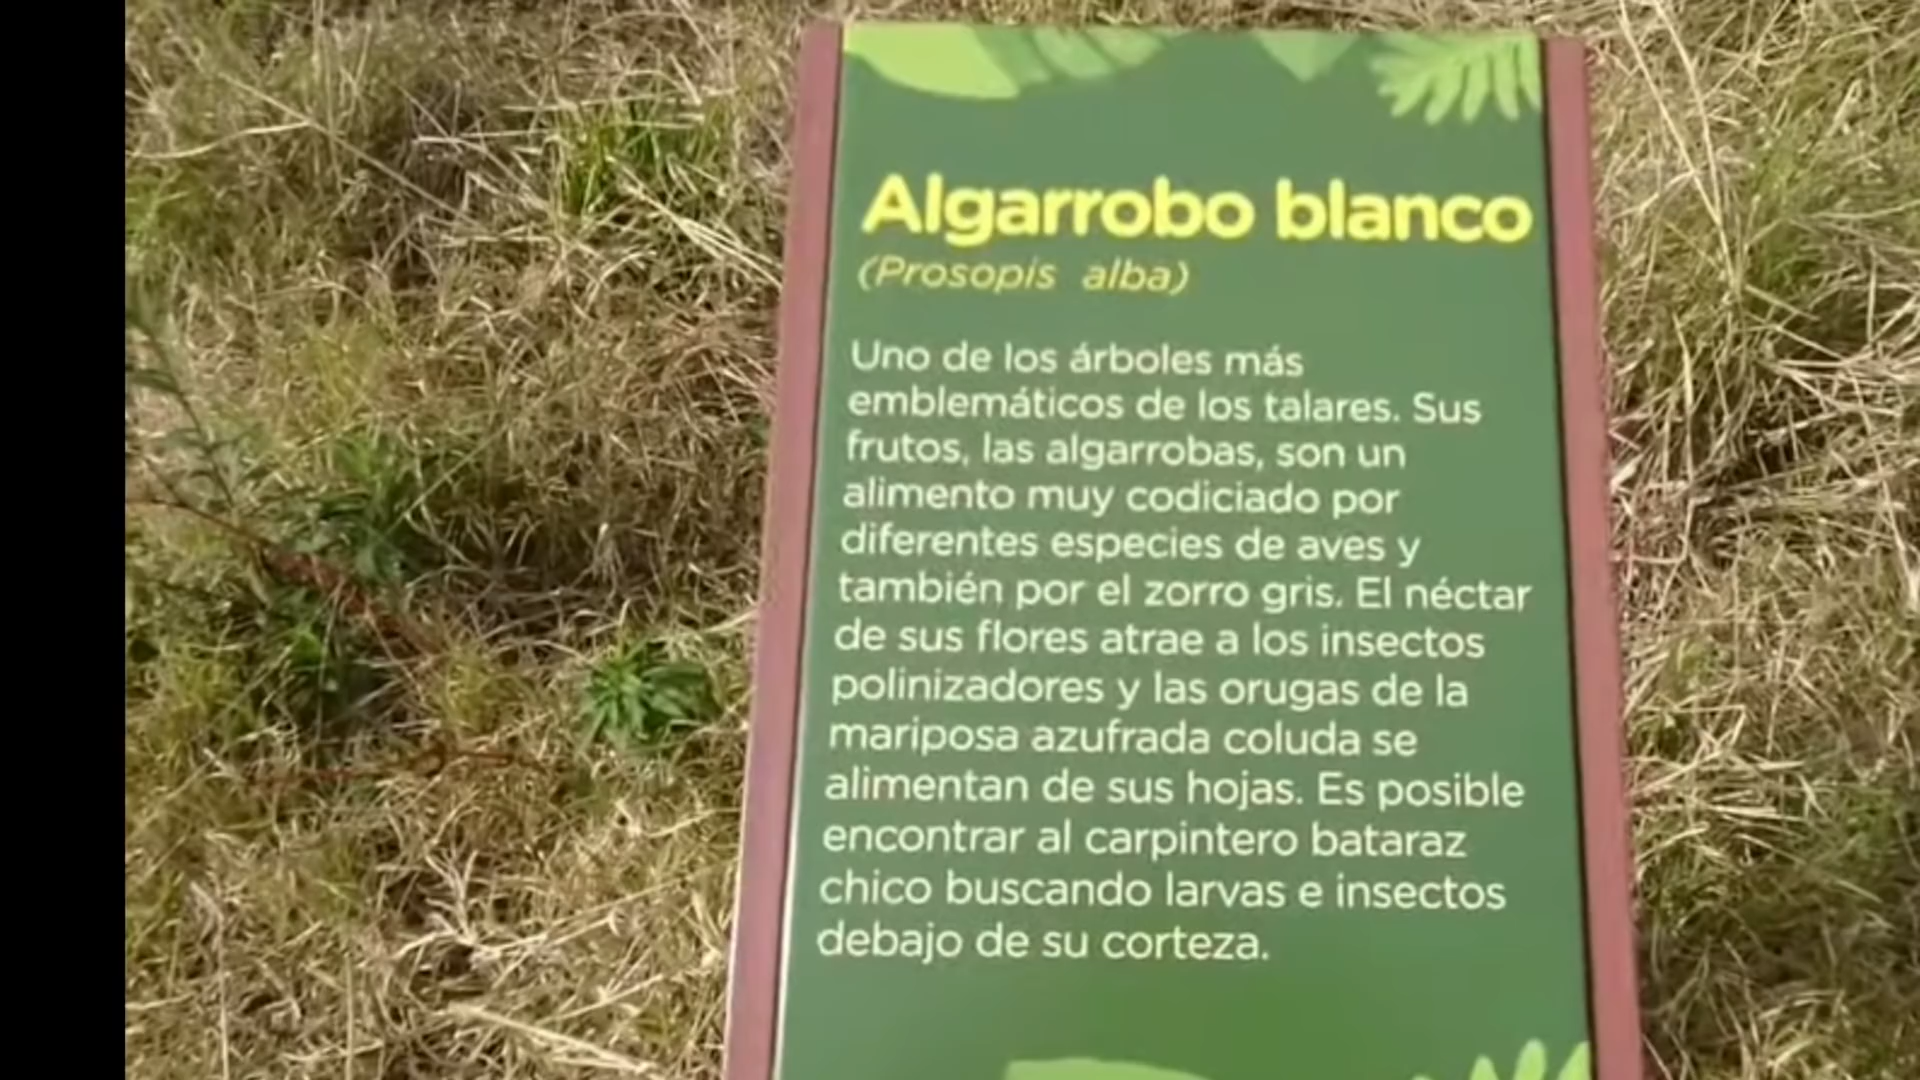 Algarrobo blanco
(Prosopis alba)
Uno de los árboles más
emblemáticos de los talares. Sus
frutos, las algarrobas, son un
alimento muy codiciado por
diferentes especies de aves y
también por el zorro gris. El néctar
de sus flores atrae a los insectos
polinizadores y las orugas de la
mariposa azufrada coluda se
alimentan de sus hojas. Es posible
encontrar al carpintero bataraz
chico buscando larvas e insectos
debajo de su corteza.